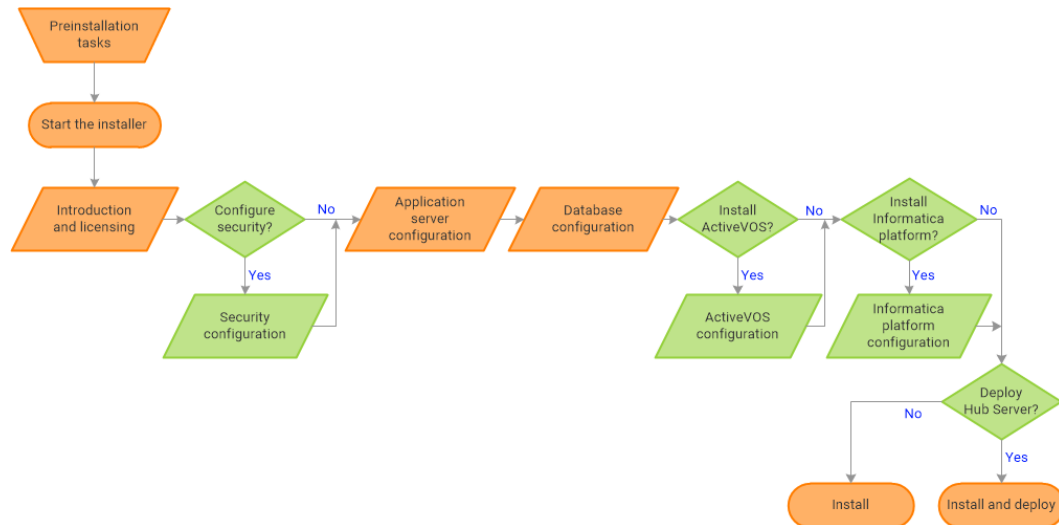 Preinstallation
tasks
Start the installer
Introduction
and licensing
Configure
security?
No
Yes
Security
configuration
Application
server
configuration
Database
configuration
Install
ActiveVOS?
No
Yes
ActiveVOS
configuration
Install
Informatica
platform?
No
Yes
Informatica
platform
configuration
Deploy
Hub Server?
No
Yes
Install
Install and deploy